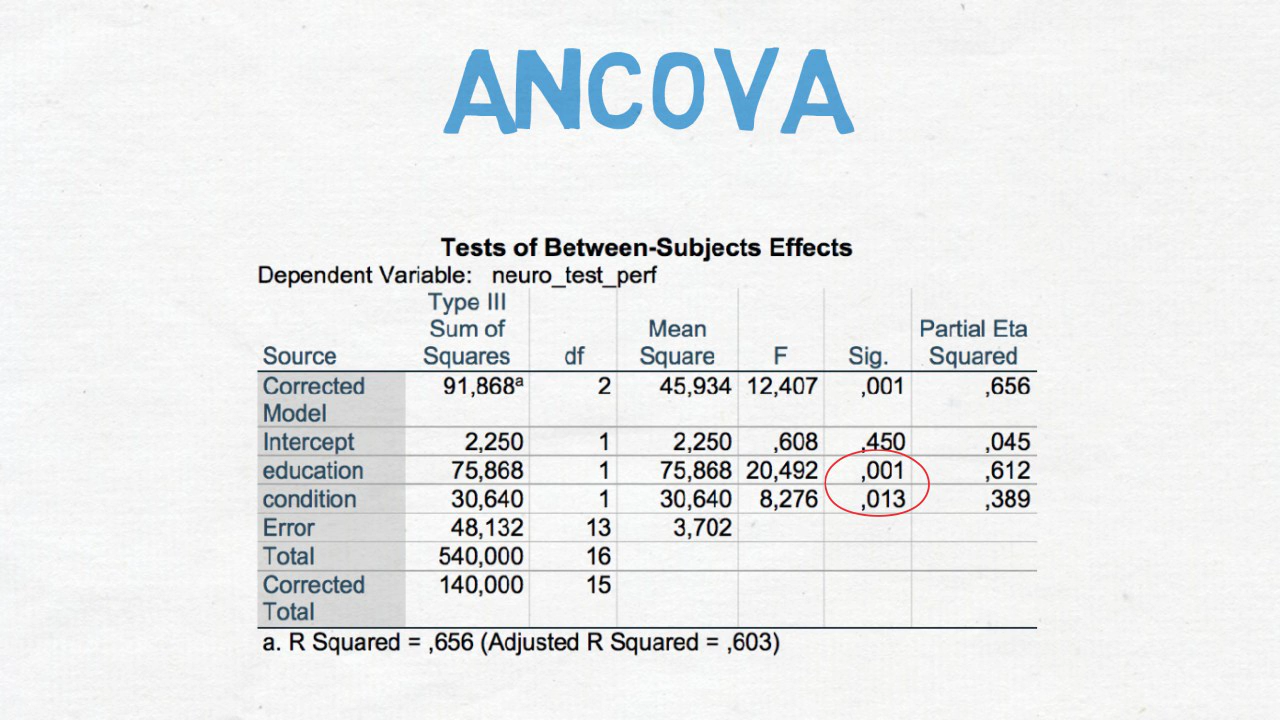 ANCOVA
Tests of Between-Subjects Effects
Dependent Variable: neuro_test_perf
Type III
Sum of Mean Partial Eta
Source Squares df Square F Sig. Squared
Corrected 91,868a 2 45,934 12,407 ,001 ,656
Model
Intercept 2,250 1 2,250 ,608 ,450 ,045
education 75,868 1 75,868 20,492 ,001 ,612
condition 30,640 1 30,640 8,276 ,013 ,389
Error 48,132 13 3,702
Total 540,000 16
Corrected 140,000 15
Total
a. R Squared = ,656 (Adjusted R Squared = ,603)